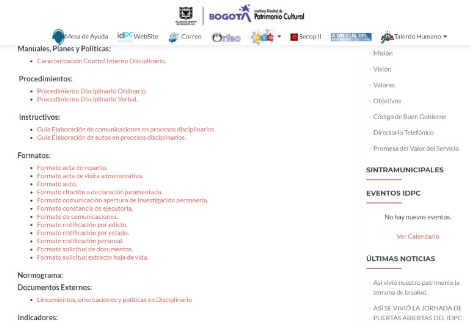 BOGOTÁ
Instituto Distrital de
Patrimonio Cultural
Mesa de Ayuda
idpc
WebSite
Correo
Orfeo
Secop II
A UN CLIC DEL
Talento Humano
Manuales, Planes y Políticas:
Caracterización Control Interno Disciplinario.
Procedimientos:
Procedimiento Disciplinario Ordinario.
Procedimiento Disciplinario Verbal.
Instructivos:
Guía Elaboración de comunicaciones en procesos disciplinarios.
Guía Elaboración de autos en procesos disciplinarios.
Formatos:
Formato acta de reparto.
Formato acta de visita administrativa.
Formato auto.
Formato citación a declaración juramentada.
Formato comunicación apertura de investigación personería.
Formato constancia de ejecutoria.
Formato de comunicaciones.
Formato notificación por edicto.
Formato notificación por estado.
Formato notificación personal.
Formato solicitud de documentos.
Formato solicitud extracto hoja de vida.
Normograma:
Documentos Externos:
Lineamientos, orientaciones y políticas en Disciplinario
Indicadores:
Misión
Visión
Valores
Objetivos
Código de Buen Gobierno
Directorio Telefónico
Promesa del Valor del Servicio
SINTRAMUNICIPALES
EVENTOS IDPC
No hay nuevos eventos.
Ver Calendario
ÚLTIMAS NOTICIAS
Así vivió nuestro patrimonio la
semana de la salud.
ASÍ SE VIVIÓ LA JORNADA DE
PUERTAS ABIERTAS DEL IDPC